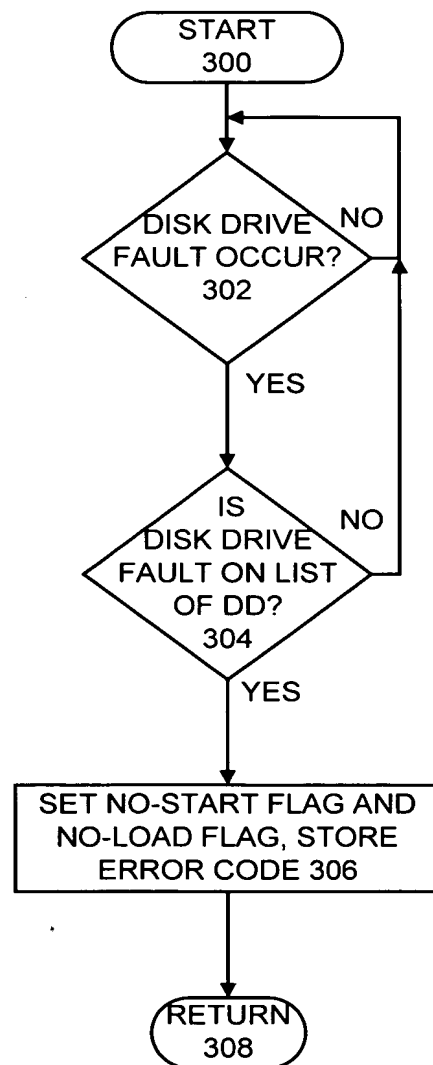 START
300
DISK DRIVE
FAULT OCCUR?
302
NO
YES
IS
DISK DRIVE
FAULT ON LIST
OF DD?
304
NO
YES
SET NO-START FLAG AND
NO-LOAD FLAG, STORE
ERROR CODE 306
RETURN
308